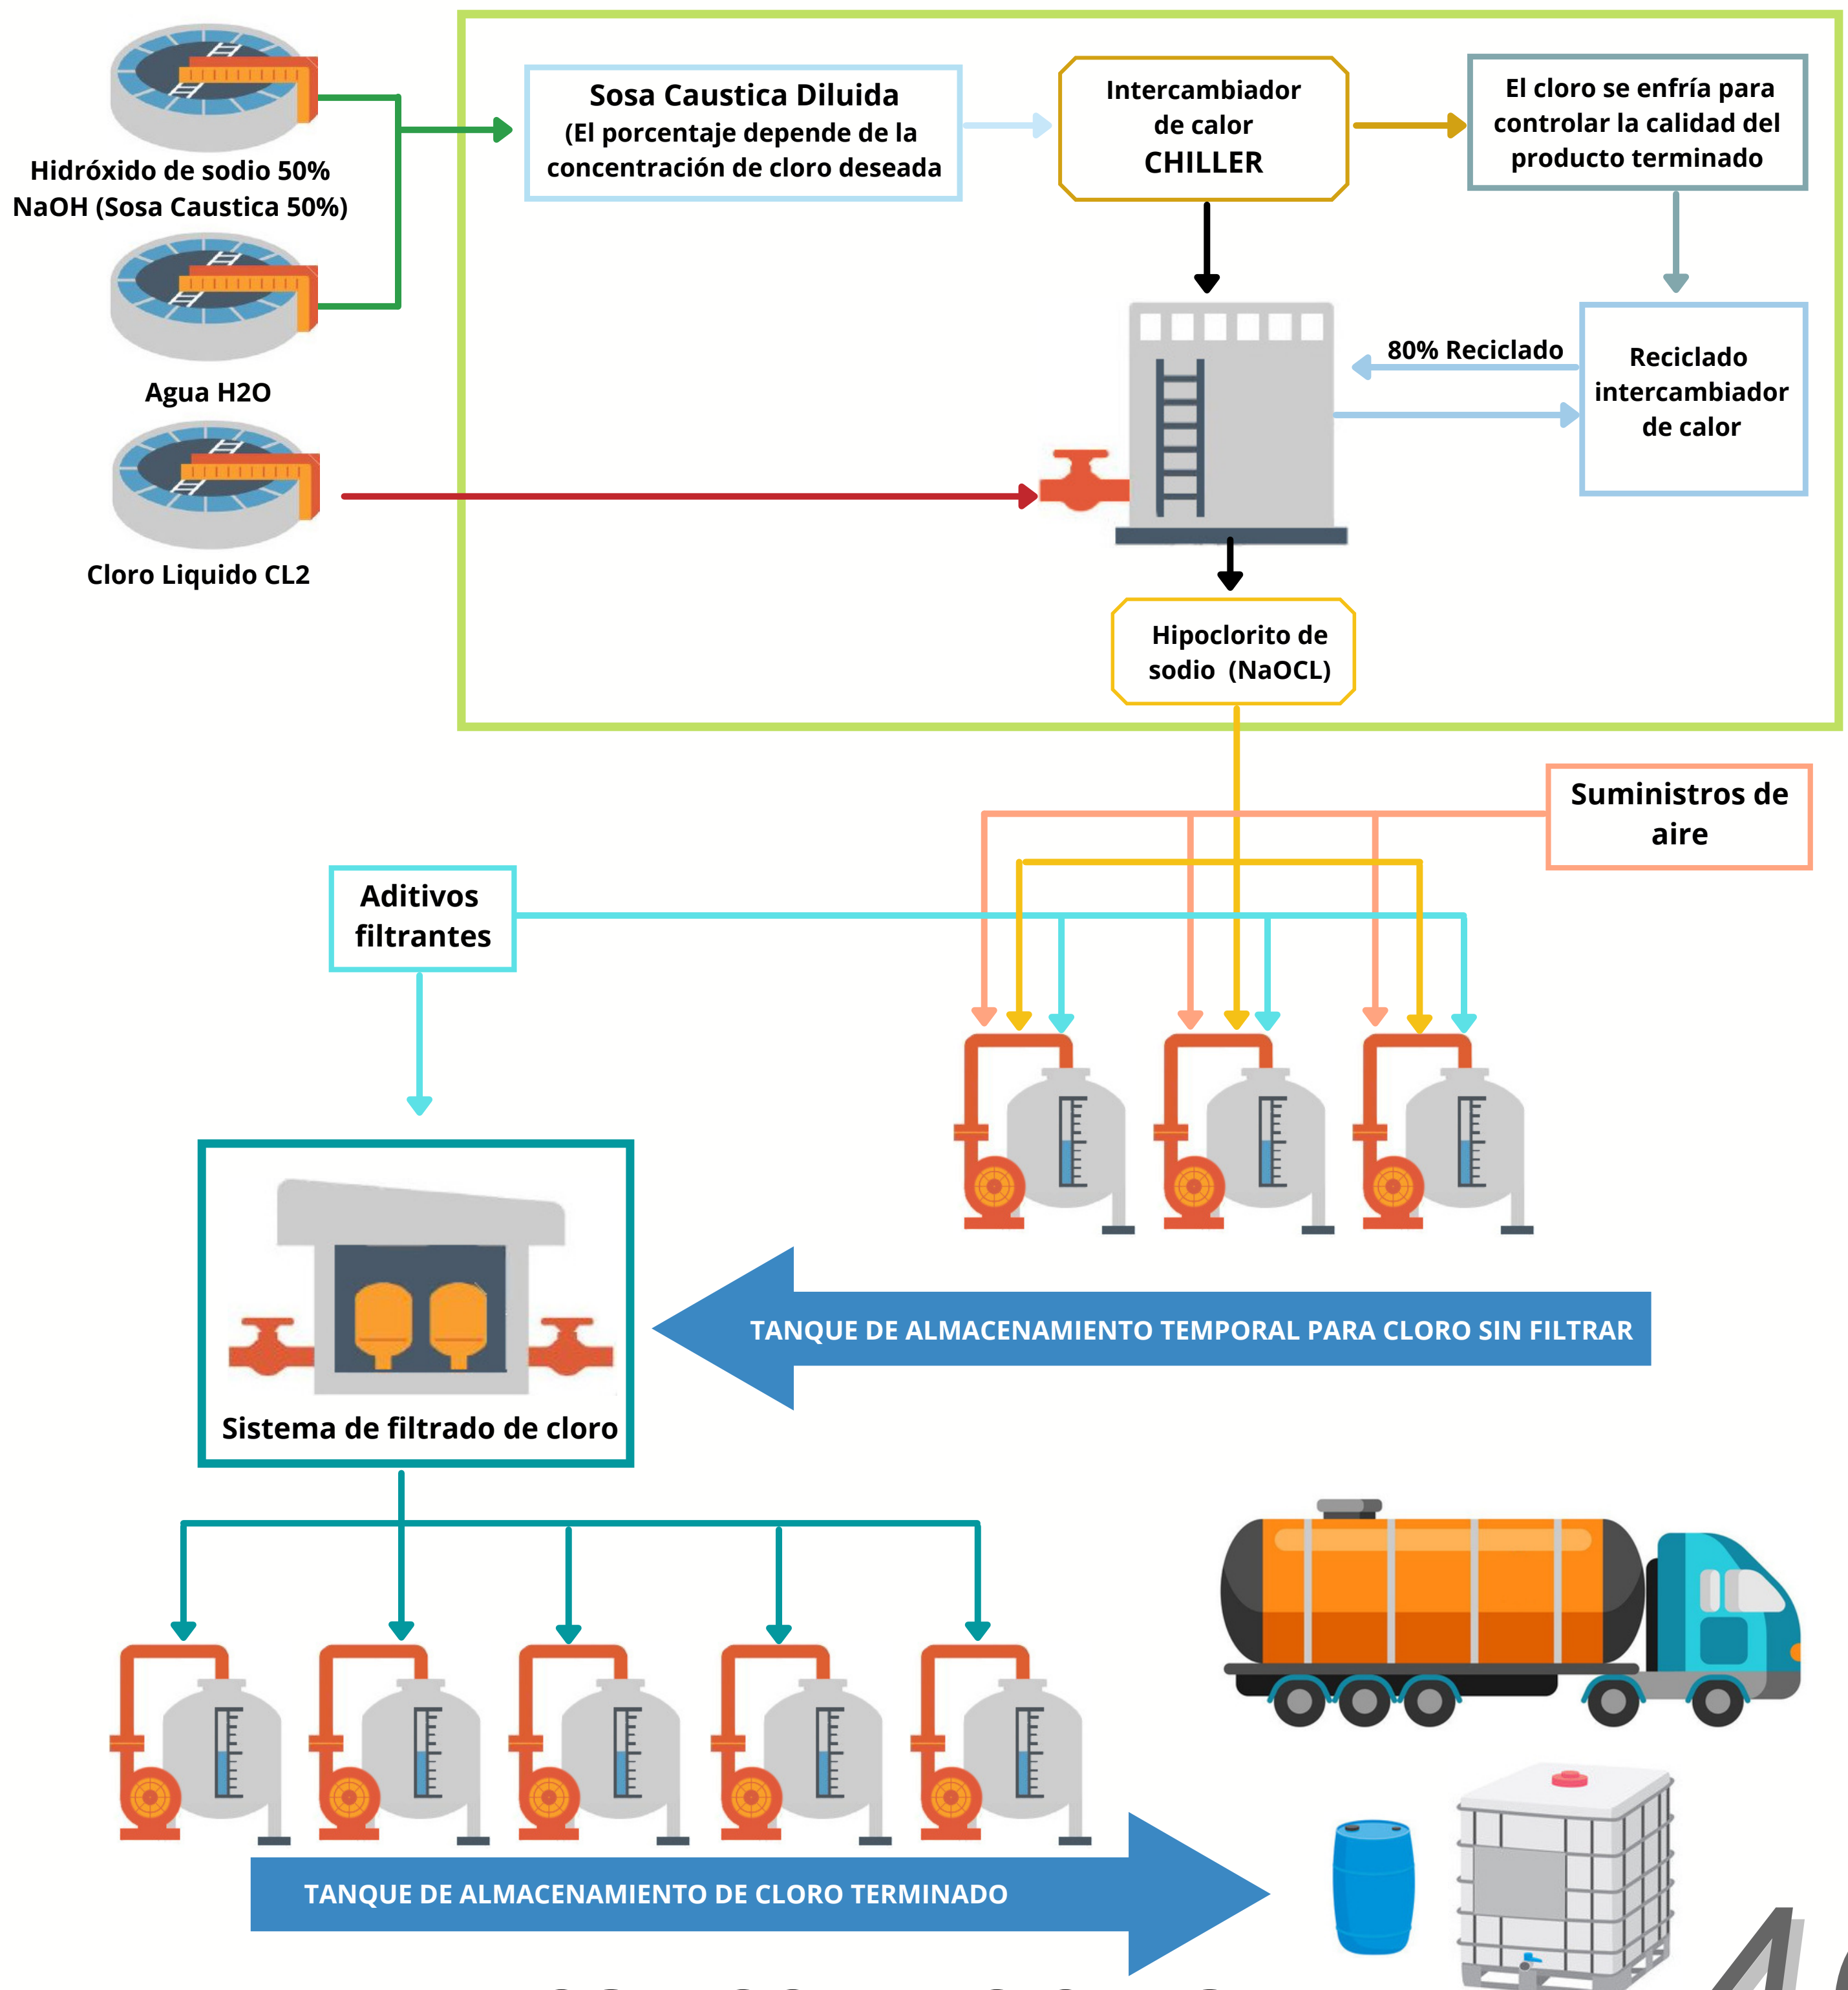 Hidróxido de sodio 50%
NaOH (Sosa Caustica 50%)
Agua H2O
Cloro Liquido CL2
Sosa Caustica Diluida
(El porcentaje depende de la
concentración de cloro deseada
Intercambiador
de calor
CHILLER
El cloro se enfría para
controlar la calidad del
producto terminado
80% Reciclado
Reciclado
intercambiador
de calor
Hipoclorito de
sodio (NaOCL)
Suministros de
aire
Aditivos
filtrantes
TANQUE DE ALMACENAMIENTO TEMPORAL PARA CLORO SIN FILTRAR
Sistema de filtrado de cloro
TANQUE DE ALMACENAMIENTO DE CLORO TERMINADO